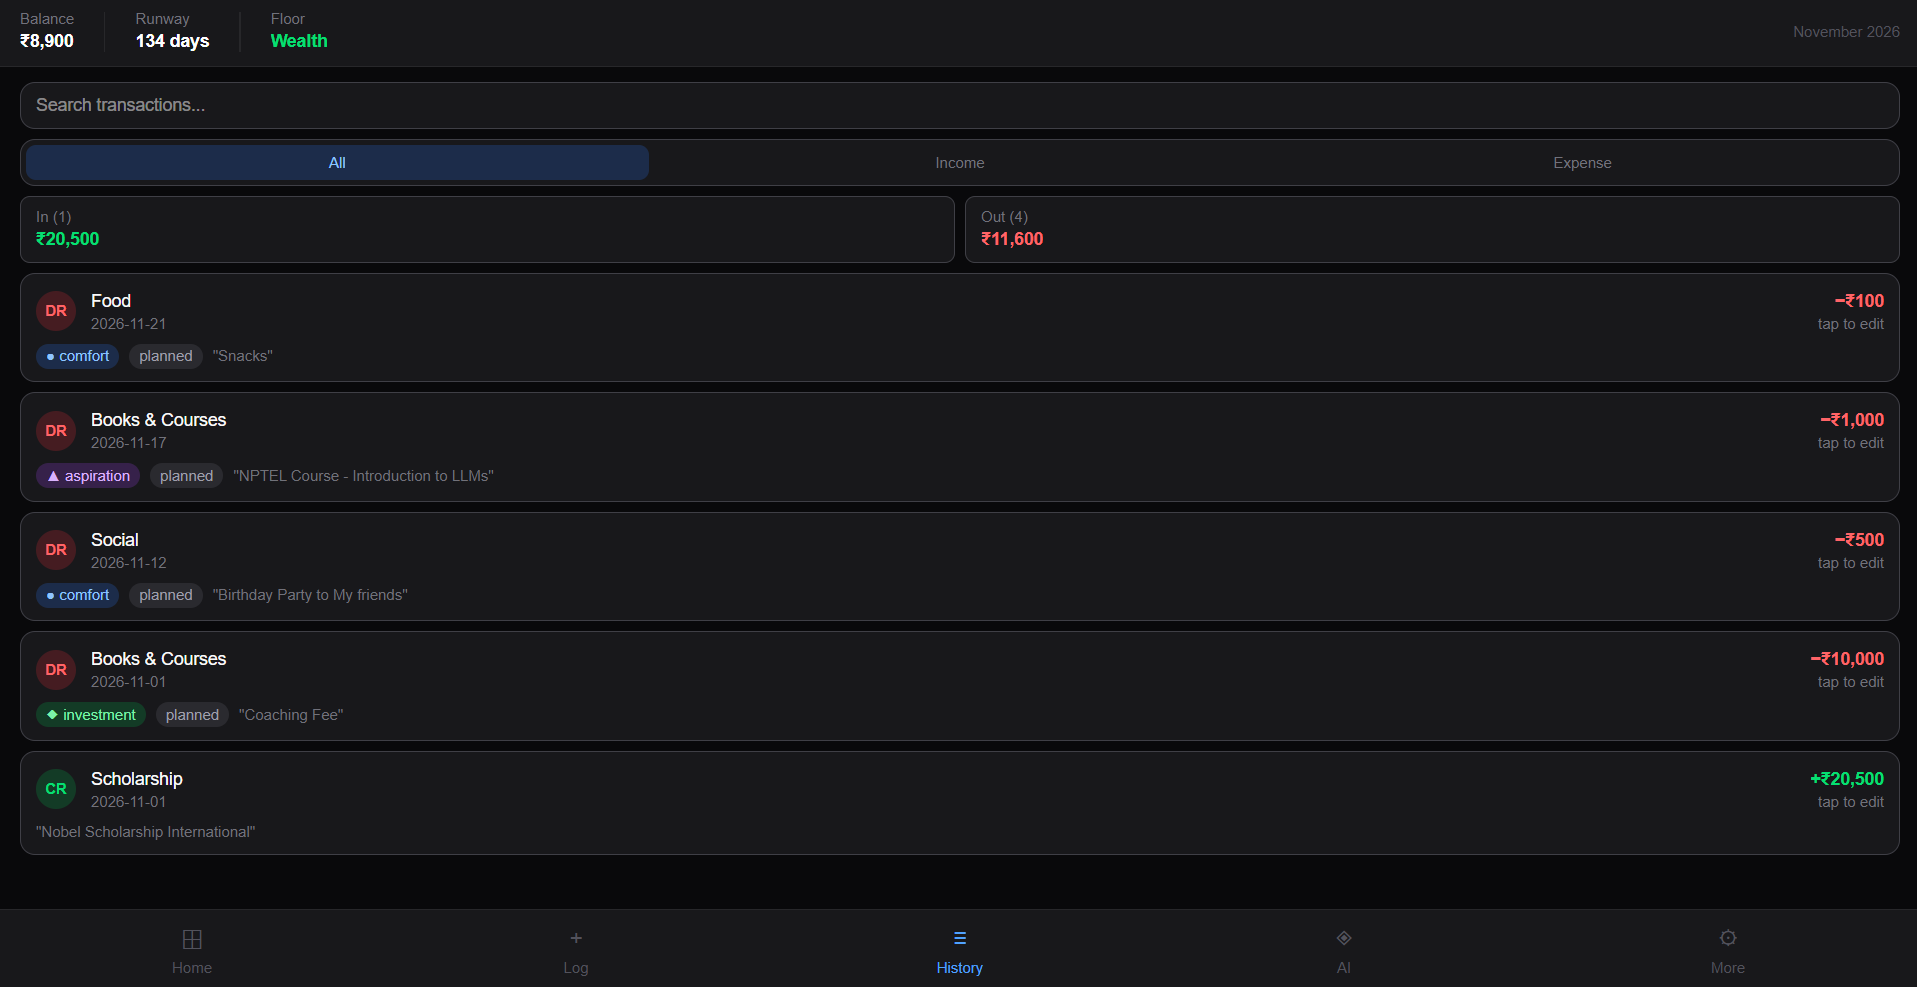 Balance
₹8,900
Runway
134 days
Floor
Wealth
November 2026
Search transactions...
All
Income
Expense
In (1)
₹20,500
Out (4)
₹11,600
DR
Food
2026-11-21
−₹100
tap to edit
● comfort
planned
"Snacks"
DR
Books & Courses
2026-11-17
−₹1,000
tap to edit
▲ aspiration
planned
"NPTEL Course - Introduction to LLMs"
DR
Social
2026-11-12
−₹500
tap to edit
● comfort
planned
"Birthday Party to My friends"
DR
Books & Courses
2026-11-01
−₹10,000
tap to edit
◆ investment
planned
"Coaching Fee"
CR
Scholarship
2026-11-01
+₹20,500
tap to edit
"Nobel Scholarship International"
Home
Log
History
AI
More